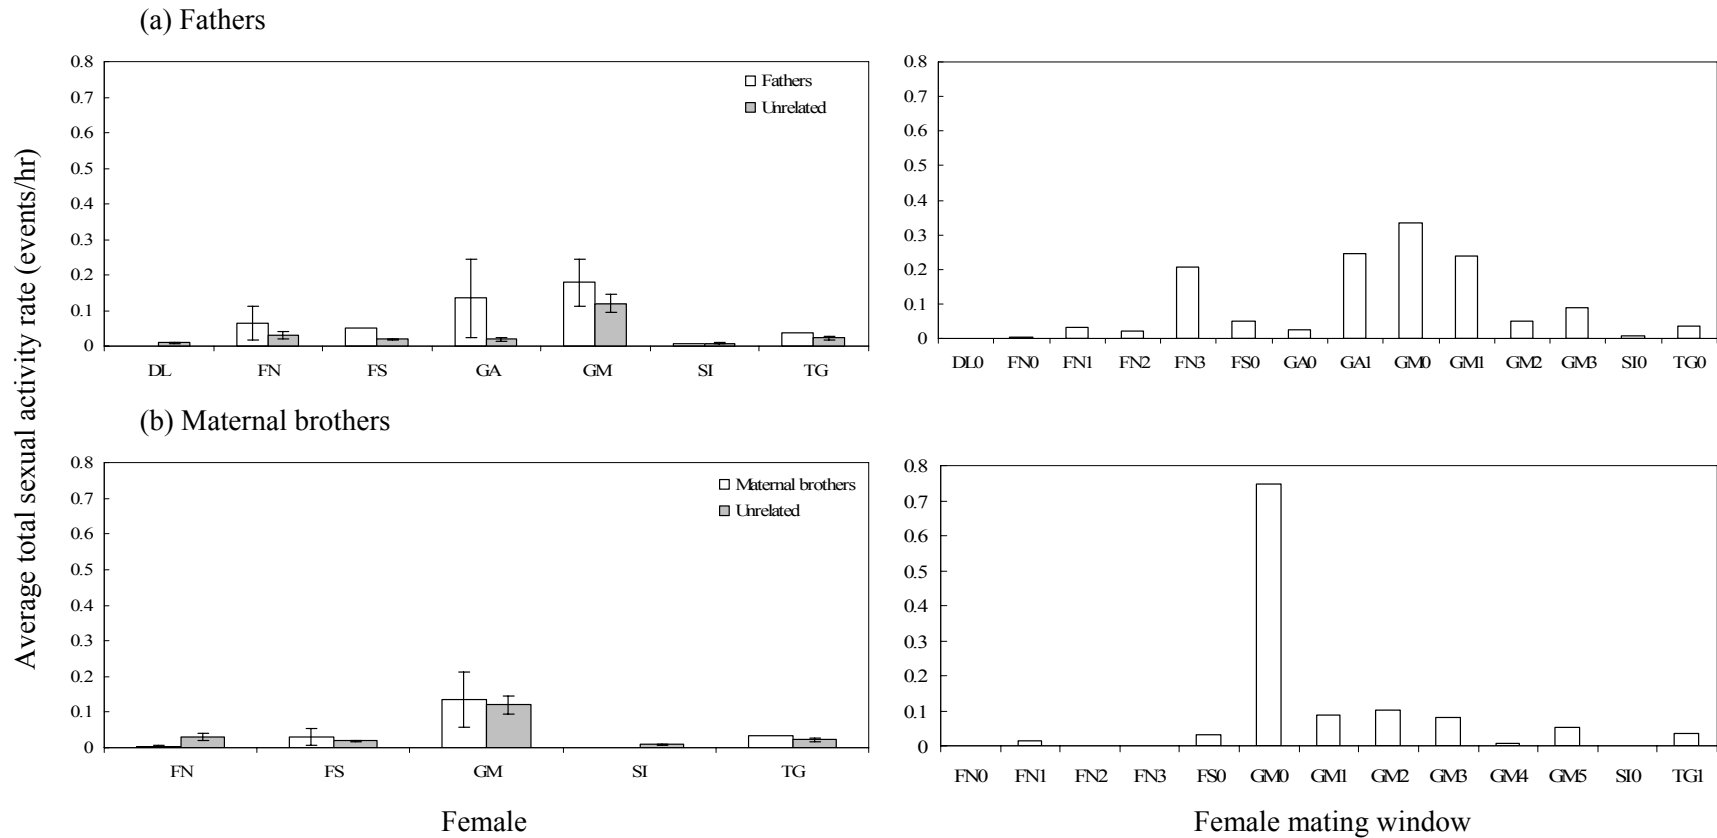 (a) Fathers
Average total sexual activity rate (events/hr)
0.8
0.7
0.6
0.5
0.4
0.3
0.2
0.1
0
Fathers
Unrelated
DL FN FS GA GM SI TG
0.8
0.7
0.6
0.5
0.4
0.3
0.2
0.1
0
DL0 FN0 FN1 FN2 FN3 FS0 GA0 GA1 GM0 GM1 GM2 GM3 SI0 TG0
(b) Maternal brothers
0.8
0.7
0.6
0.5
0.4
0.3
0.2
0.1
0
Maternal brothers
Unrelated
FN FS GM SI TG
Female
0.8
0.7
0.6
0.5
0.4
0.3
0.2
0.1
0
FN0 FN1 FN2 FN3 FS0 GM0 GM1 GM2 GM3 GM4 GM5 SI0 TG1
Female mating window